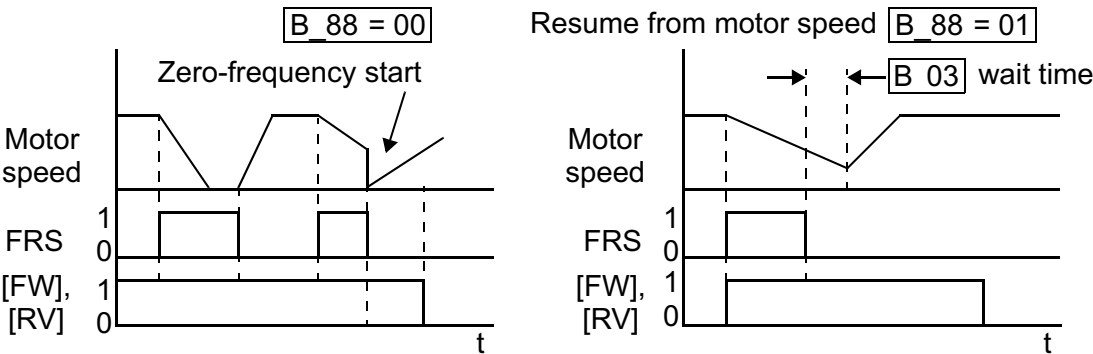 B_88 = 00
Zero-frequency start
Motor
speed
1
FRS
0
[FW],
1
[RV]
0
t
Resume from motor speed B_88 = 01
B 03 wait time
Motor
speed
1
FRS
0
[FW],
1
[RV]
0
t